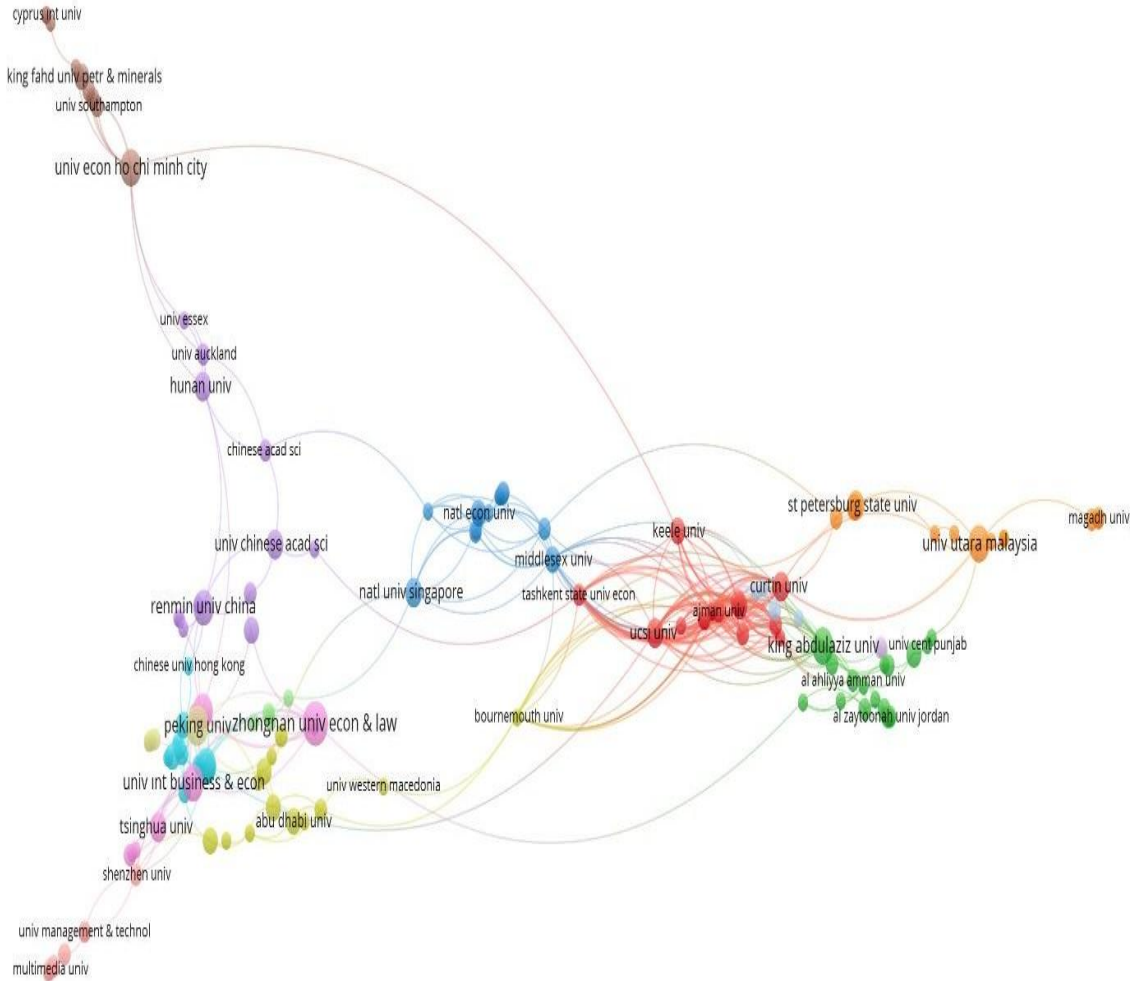 cyprus int univ
king fahd univ petr & minerals
univ southampton
univ econ ho chi minh city
univ essex
univ auckland
hunan univ
chinese acad sci
natl econ univ
st petersburg state univ
magadh univ
keele univ
univ chinese acad sci
univ utara malaysia
middlesex univ
curtin univ
natl univ singapore
tashkent state univ econ
renmin univ china
ajman univ
ucsi univ
king abdulaziz univ
univ cent punjab
chinese univ hong kong
al ahliyya amman univ
bournemouth univ
al zaytoonah univ jordan
peking univ
zhongnan univ econ & law
univ int business & econ
univ western macedonia
abu dhabi univ
tsinghua univ
shenzhen univ
univ management & technol
multimedia univ